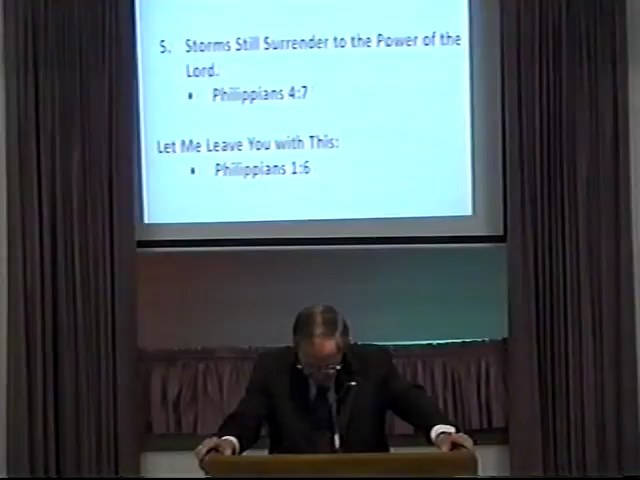 5. Storms Still Surrender to the Power of the
Lord.
• Philippians 4:7
Let Me Leave You with This:
• Philippians 1:6